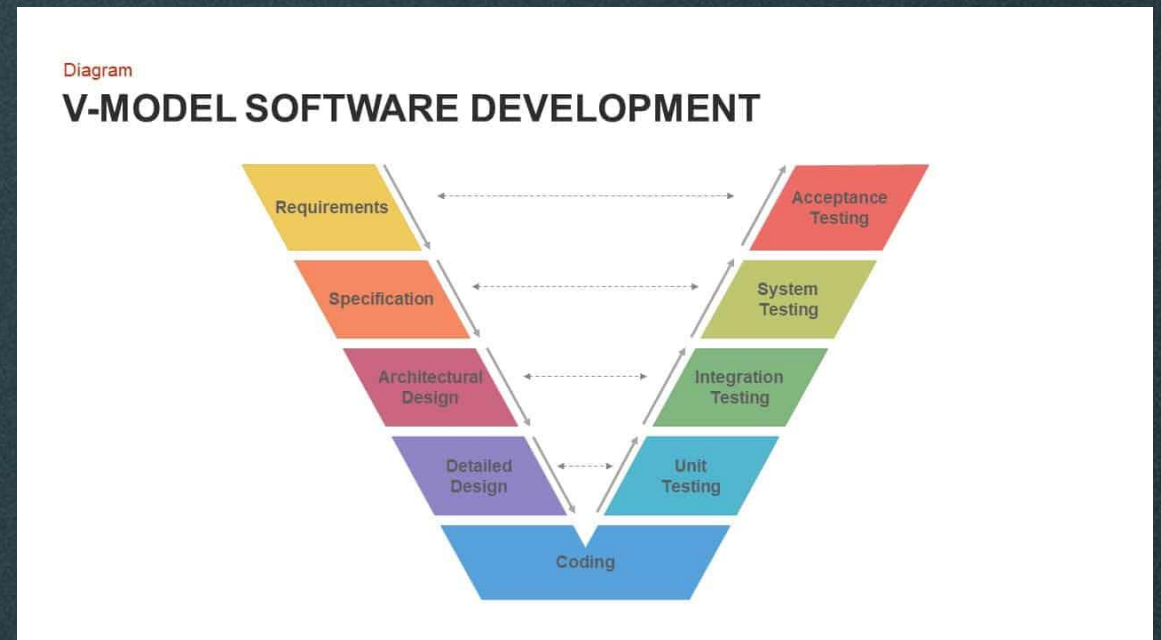 Diagram
V-MODEL SOFTWARE DEVELOPMENT
Requirements
Acceptance
Testing
Specification
System
Testing
Architectural
Design
Integration
Testing
Detailed
Design
Unit
Testing
Coding